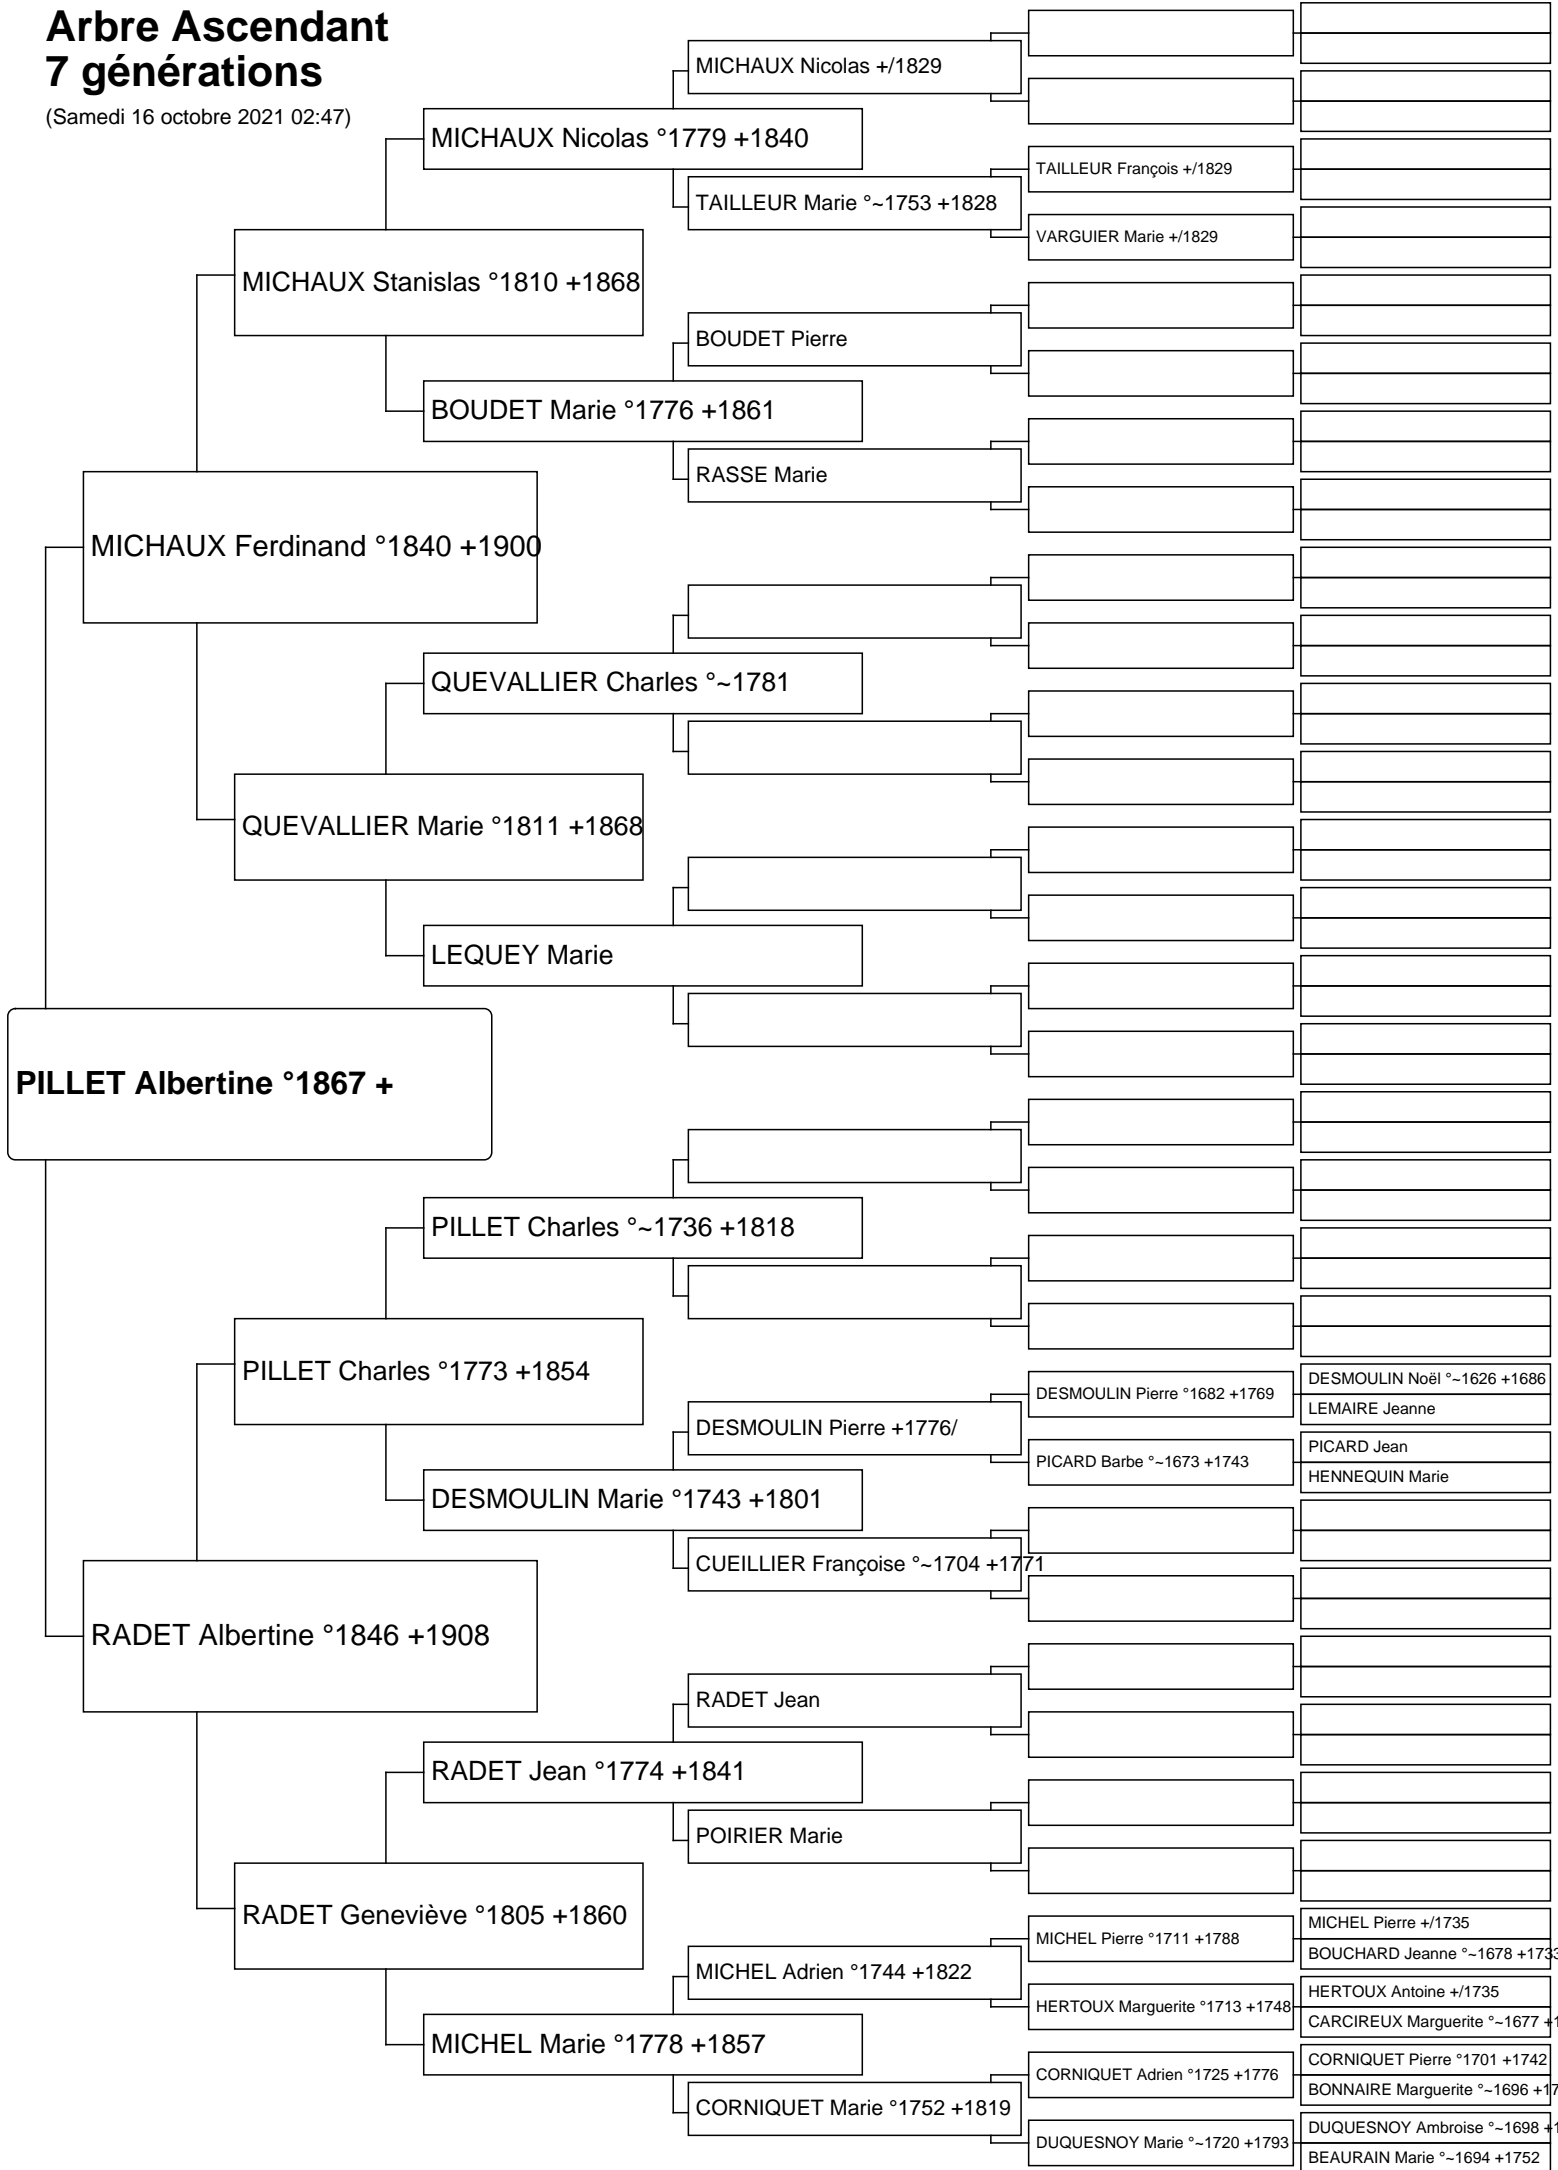 Arbre Ascendant
7 générations
(Samedi 16 octobre 2021 02:47)
PILLET Albertine °1867 +
MICHAUX Ferdinand °1840 +1900
RADET Albertine °1846 +1908
MICHAUX Stanislas °1810 +1868
QUEVALLIER Marie °1811 +1868
PILLET Charles °1773 +1854
RADET Geneviève °1805 +1860
MICHAUX Nicolas °1779 +1840
BOUDET Marie °1776 +1861
QUEVALLIER Charles °~1781
LEQUEY Marie
PILLET Charles °~1736 +1818
DESMOULIN Marie °1743 +1801
RADET Jean °1774 +1841
MICHEL Marie °1778 +1857
MICHAUX Nicolas +/1829
TAILLEUR Marie °~1753 +1828
BOUDET Pierre
RASSE Marie
DESMOULIN Pierre +1776/
CUEILLIER Françoise °~1704 +1771
RADET Jean
POIRIER Marie
MICHEL Adrien °1744 +1822
CORNIQUET Marie °1752 +1819
TAILLEUR François +/1829
VARGUIER Marie +/1829
DESMOULIN Pierre °1682 +1769
PICARD Barbe °~1673 +1743
MICHEL Pierre °1711 +1788
HERTOUX Marguerite °1713 +1748
CORNIQUET Adrien °1725 +1776
DUQUESNOY Marie °~1720 +1793
DESMOULIN Noël °~1626 +1686
LEMAIRE Jeanne
PICARD Jean
HENNEQUIN Marie
MICHEL Pierre +/1735
BOUCHARD Jeanne °~1678 +1733
HERTOUX Antoine +/1735
CARCIREUX Marguerite °~1677 +1
CORNIQUET Pierre °1701 +1742
BONNAIRE Marguerite °~1696 +17
DUQUESNOY Ambroise °~1698 +1
BEAURAIN Marie °~1694 +1752